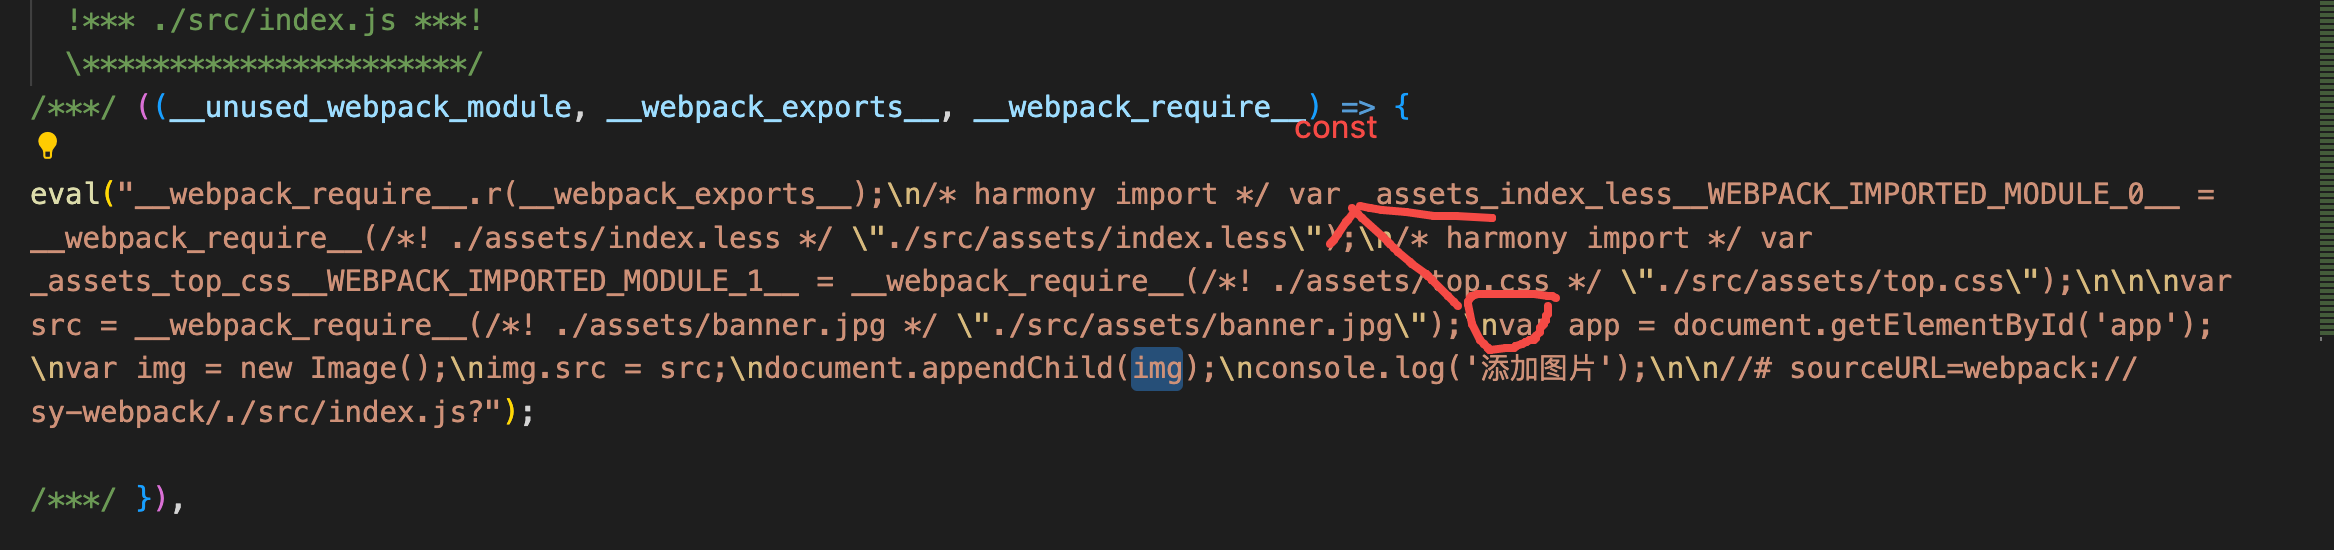 !*** ./src/index.js ***!
\**********************/
/***/ ((__unused_webpack_module, __webpack_exports__, __webpack_require__) => {
const
eval("__webpack_require__.r(__webpack_exports__);\n/* harmony import */ var _assets_index_less__WEBPACK_IMPORTED_MODULE_0__ =
__webpack_require__(/*! ./assets/index.less */ \"./src/assets/index.less\");\n/* harmony import */ var
_assets_top_css__WEBPACK_IMPORTED_MODULE_1__ = __webpack_require__(/*! ./assets/top.css */ \"./src/assets/top.css\");\n\n\nvar
src = __webpack_require__(/*! ./assets/banner.jpg */ \"./src/assets/banner.jpg\");\nvar app = document.getElementById('app');
\nvar img = new Image();\nimg.src = src;\ndocument.appendChild(img);\nconsole.log('添加图片');\n\n//# sourceURL=webpack://
sy-webpack/./src/index.js?");
/***/ }),